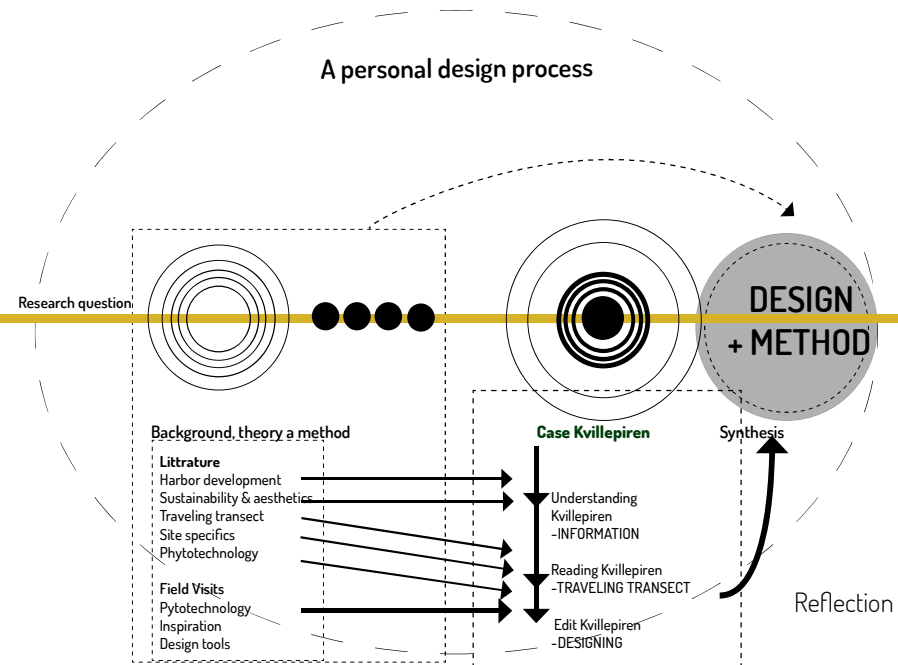 A personal design process
Research question
DESIGN
+ METHOD
Background, theory a method
Littrature
Harbor development
Sustainability & aesthetics
Traveling transect
Site specifics
Phytotechnology
Field Visits
Pytotechnology
Inspiration
Design tools
Case Kvillepiren
Understanding
Kvillepiren
-INFORMATION
Reading Kvillepiren
-TRAVELING TRANSECT
Edit Kvillepiren
-DESIGNING
Synthesis
Reflection